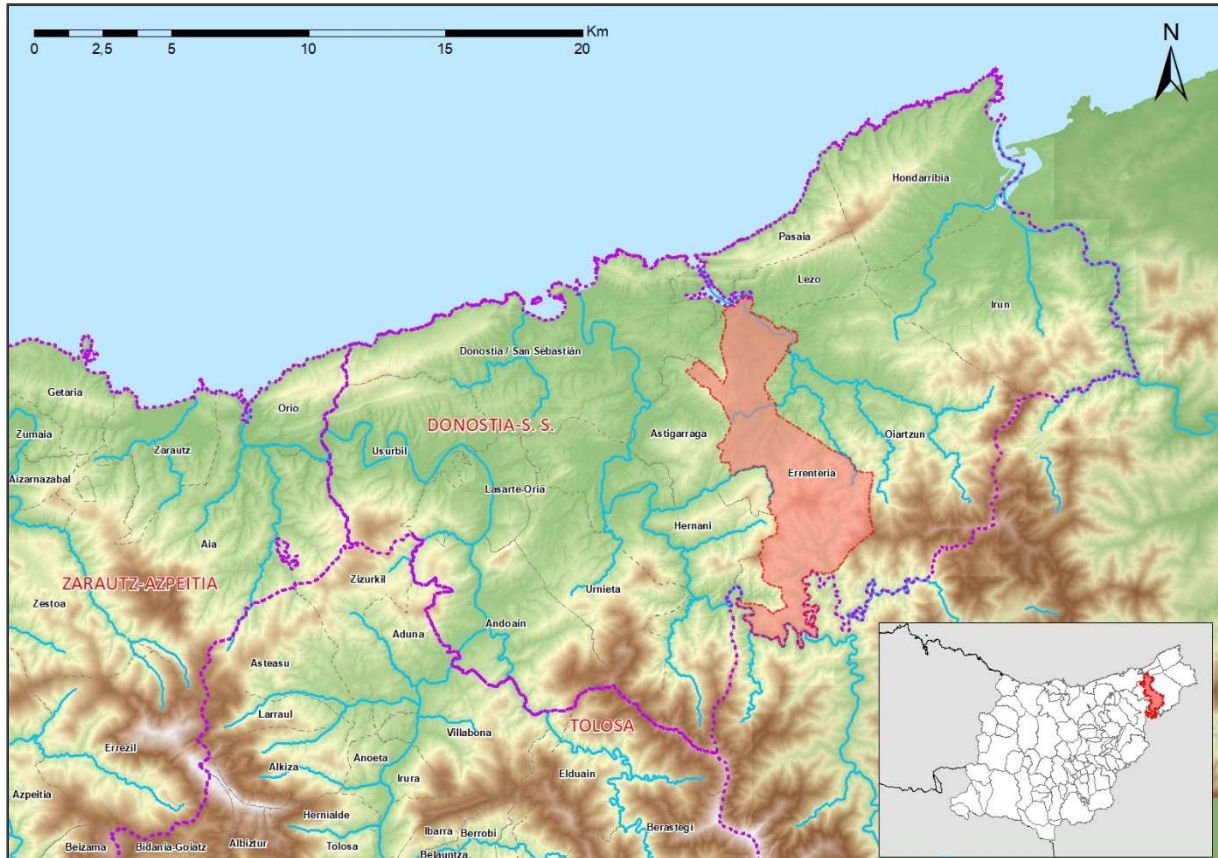 Km
0 2,5 5 10 15 20
N
Hondarribia
Pasaia
Lezo
Irun
Donostia / San Sebastián
Getaria
Orio
DONOSTIA-S. S.
Zumaia
Astigarraga
Oiartzun
Zarautz
Usurbil
Aizarnazabal
Errenteria
Lasarte-Oria
Hernani
Aia
ZARAUTZ-AZPEITIA
Zizurkil
Urnieta
Zestoa
Andoain
Aduna
Asteasu
Larraul
TOLOSA
Villabona
Errezil
Anoeta
Alkiza
Irura
Elduain
Azpeitia
Hernialde
Berastegi
Ibarra
Berrobi
Beizama
Bidania-Goiatz
Albiztur
Tolosa
Belauntza